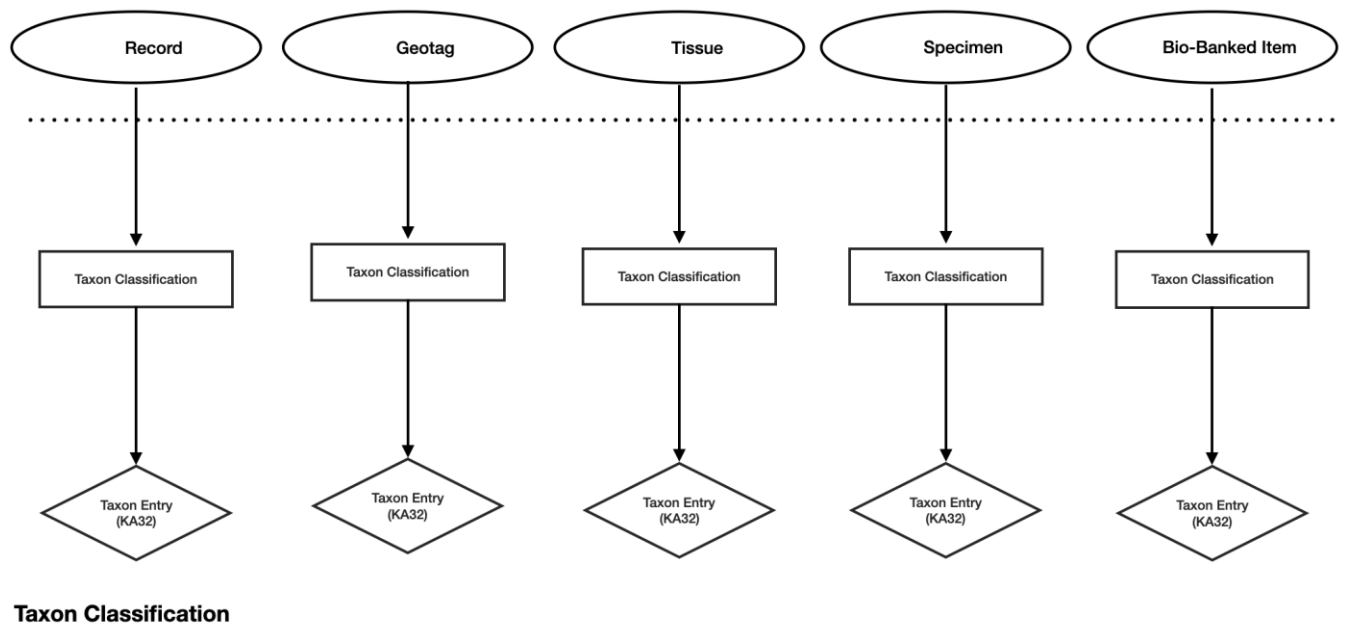 Record
Geotag
Tissue
Specimen
Bio-Banked Item
Taxon Classification
Taxon Classification
Taxon Classification
Taxon Classification
Taxon Classification
Taxon Entry
(KA32)
Taxon Entry
(KA32)
Taxon Entry
(KA32)
Taxon Entry
(KA32)
Taxon Entry
(KA32)
Taxon Classification